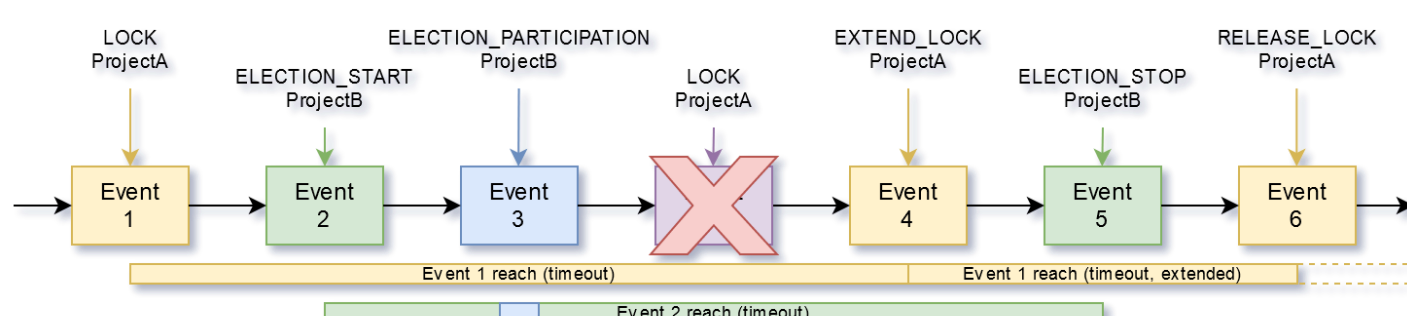 LOCK
ProjectA
ELECTION_START
ProjectB
ELECTION_PARTICIPATION
ProjectB
LOCK
ProjectA
EXTEND_LOCK
ProjectA
ELECTION_STOP
ProjectB
RELEASE_LOCK
ProjectA
Event
1
Event
2
Event
3
Event
4
Event
5
Event
6
Event 1 reach (timeout)
Event 1 reach (timeout, extended)
Event 2 reach (timeout)